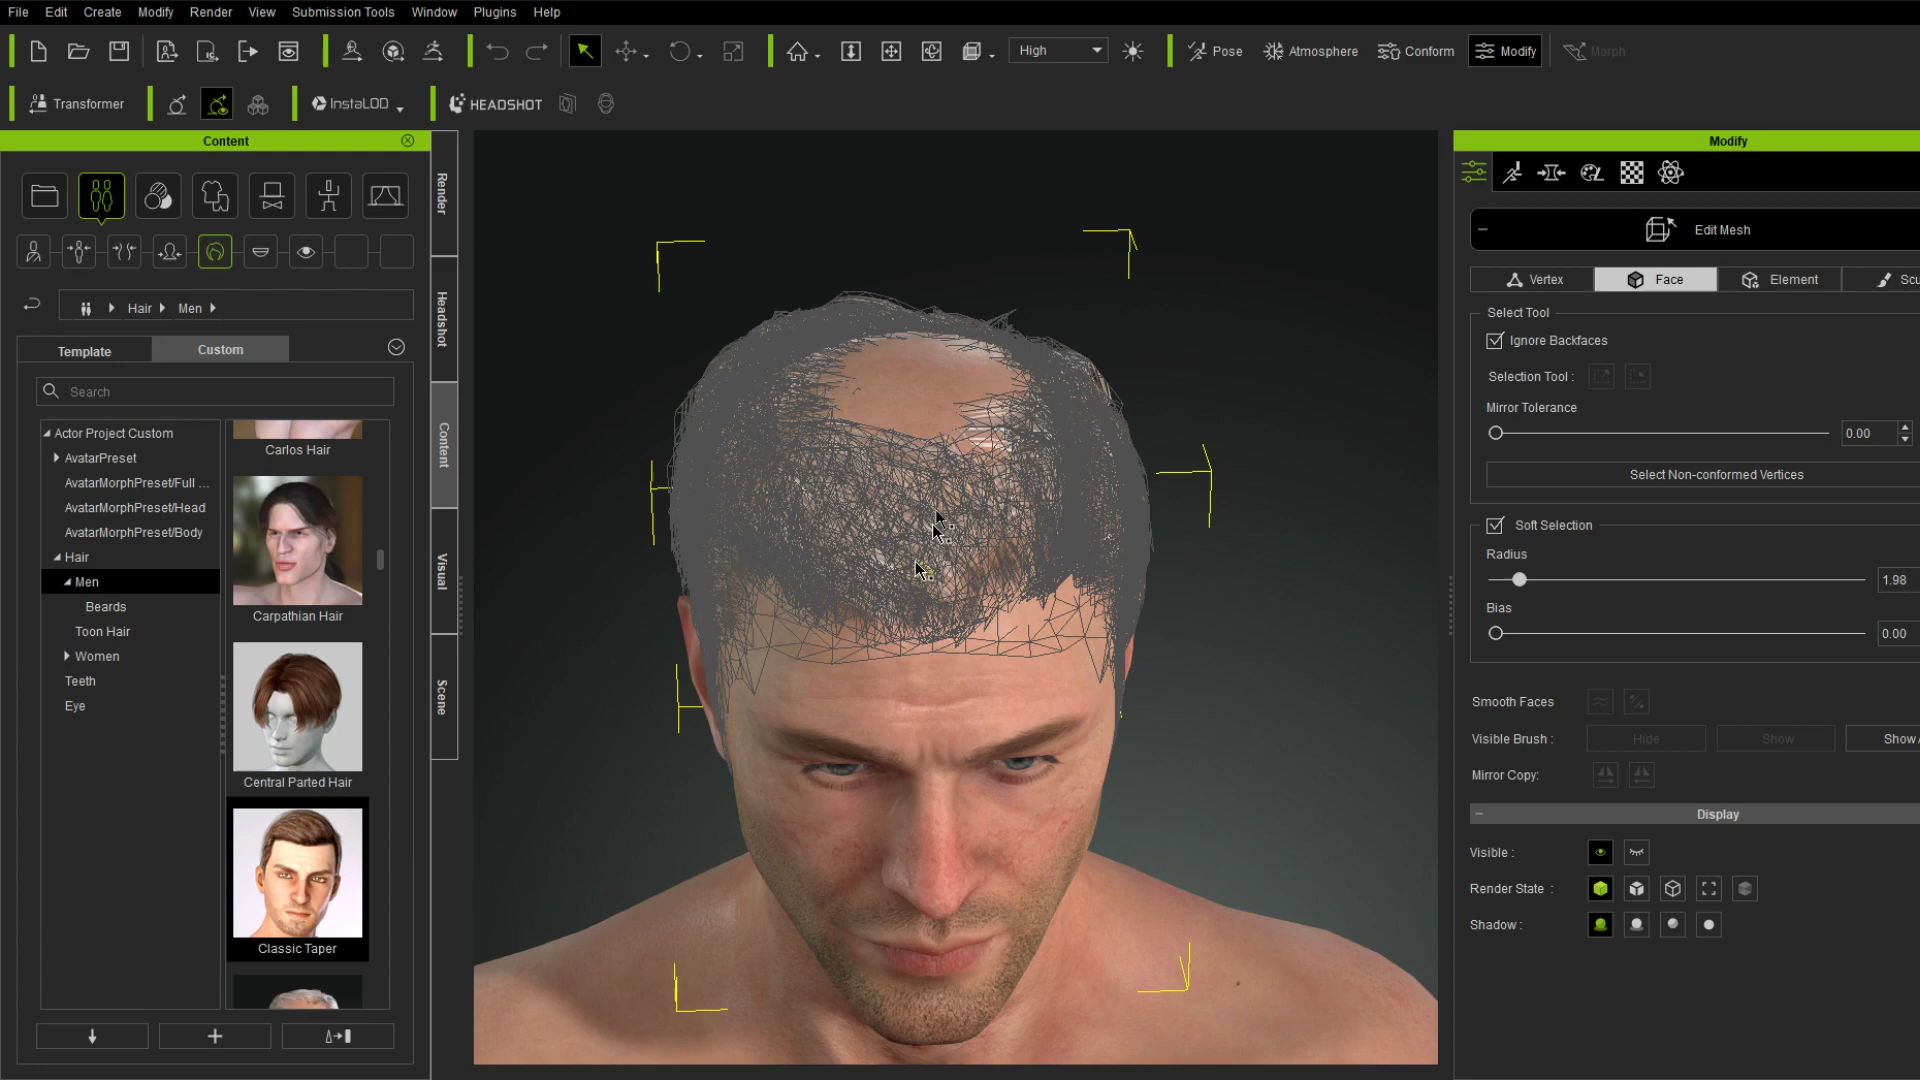 File Edit Create Modify Render View Submission Tools Window Plugins Help
High Pose Atmosphere Conform Modify Morph
Transformer InstaLOD HEADSHOT
Content
Hair Men
Template Custom
Search
Actor Project Custom
AvatarPreset
AvatarMorphPreset/Full ...
AvatarMorphPreset/Head
AvatarMorphPreset/Body
Hair
Men
Beards
Toon Hair
Women
Teeth
Eye
Carlos Hair
Carpathian Hair
Central Parted Hair
Classic Taper
Render
Headshot
Content
Visual
Scene
Modify
Edit Mesh
Vertex Face Element Scu
Select Tool
Ignore Backfaces
Selection Tool :
Mirror Tolerance
0.00
Select Non-conformed Vertices
Soft Selection
Radius
1.98
Bias
0.00
Smooth Faces
Visible Brush : Hide Show Show
Mirror Copy:
Display
Visible :
Render State :
Shadow :